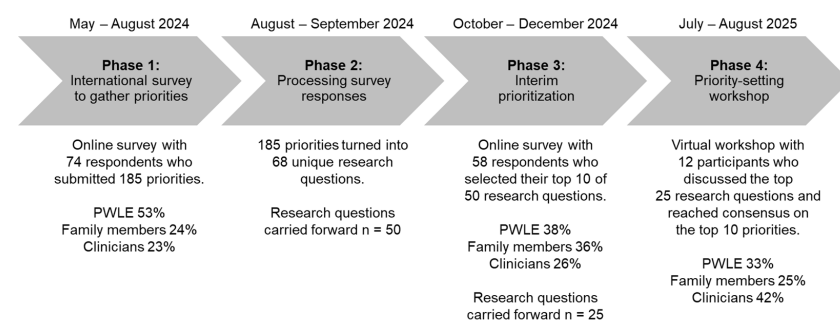 May – August 2024
Phase 1:
International survey
to gather priorities
Online survey with
74 respondents who
submitted 185 priorities.
PWLE 53%
Family members 24%
Clinicians 23%
August – September 2024
Phase 2:
Processing survey
responses
185 priorities turned into
68 unique research
questions.
Research questions
carried forward n = 50
October – December 2024
Phase 3:
Interim
prioritization
Online survey with
58 respondents who
selected their top 10 of
50 research questions.
PWLE 38%
Family members 36%
Clinicians 26%
Research questions
carried forward n = 25
July – August 2025
Phase 4:
Priority-setting
workshop
Virtual workshop with
12 participants who
discussed the top
25 research questions and
reached consensus on
the top 10 priorities.
PWLE 33%
Family members 25%
Clinicians 42%